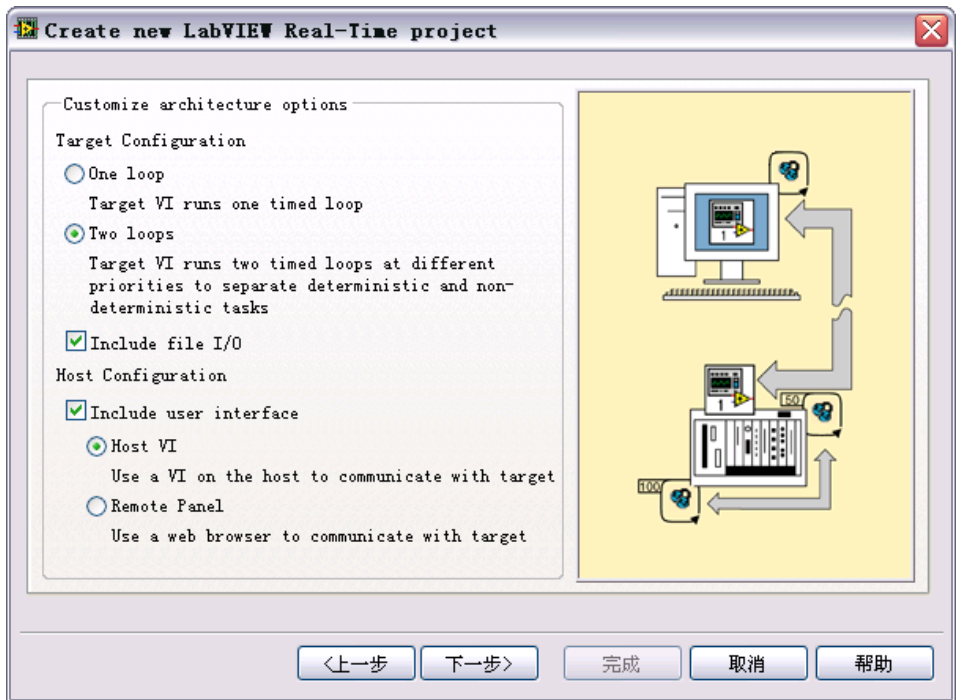 Create new LabVIEW Real-Time project
Customize architecture options
Target Configuration
One loop
Target VI runs one timed loop
Two loops
Target VI runs two timed loops at different
priorities to separate deterministic and non-
deterministic tasks
Include file I/O
Host Configuration
Include user interface
Host VI
Use a VI on the host to communicate with target
Remote Panel
Use a web browser to communicate with target
1
1
50
100
<上一步
下一步>
完成
取消
帮助